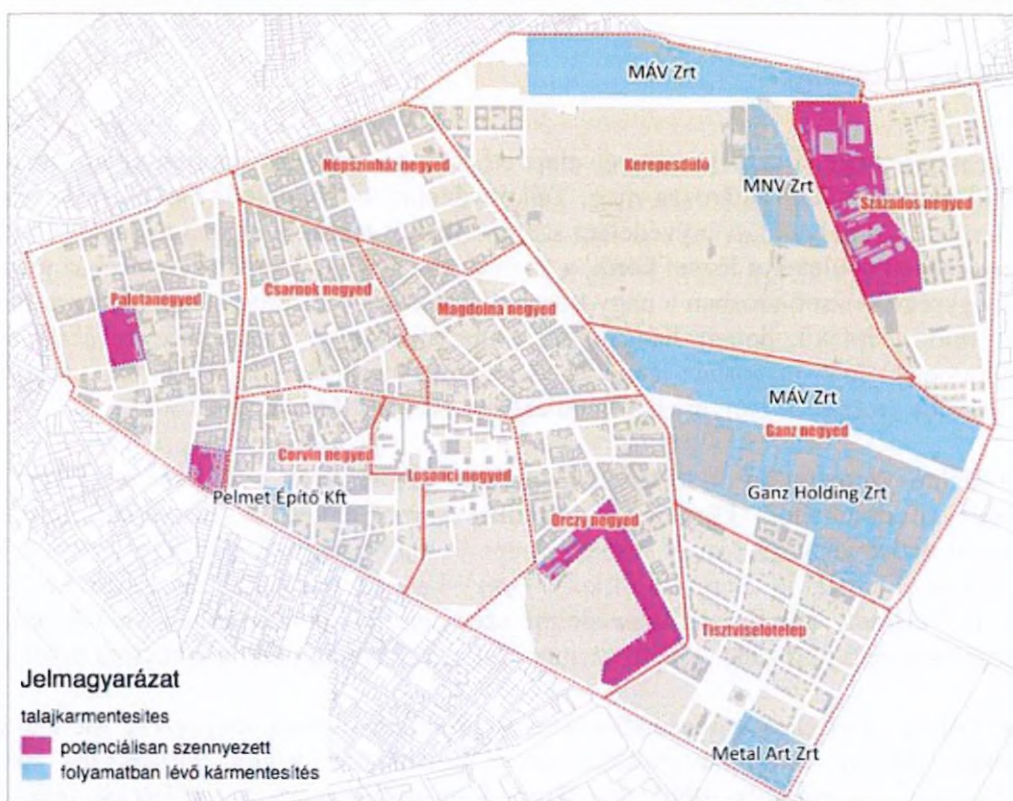 MÁV Zrt
Népszínház negyed
Kerepesdűlő
MNV Zrt
Százados negyed
Palotanegyed
Csarnok negyed
Magdolna negyed
MÁV Zrt
Ganz negyed
Corvin negyed
Losonci negyed
Pelmet Építő Kft
Ganz Holding Zrt
Orczy negyed
Tisztviselőtelep
Metal Art Zrt
Jelmagyarázat
talajkarmentesites
potenciálisan szennyezett
folyamatban lévő kármentesítés